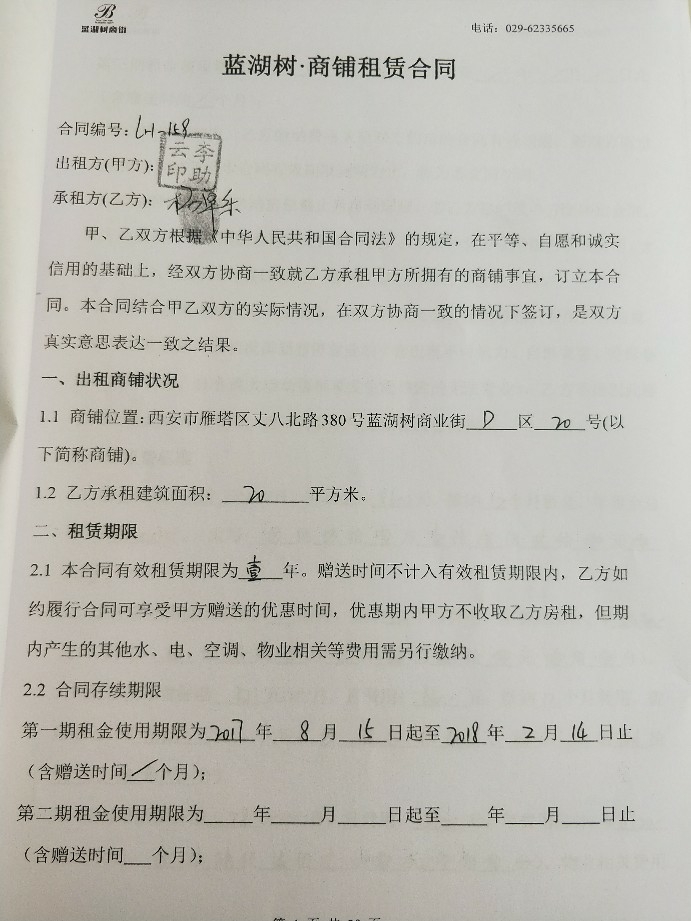 B
蓝湖树商街
电话：029-62335665
蓝湖树·商铺租赁合同
合同编号:LH-158
出租方(甲方):
李助云印
承租方(乙方):
甲、乙双方根据《中华人民共和国合同法》的规定，在平等、自愿和诚实
信用的基础上，经双方协商一致就乙方承租甲方所拥有的商铺事宜，订立本合
同。本合同结合甲乙双方的实际情况，在双方协商一致的情况下签订，是双方
真实意思表达一致之结果。
一、出租商铺状况
1.1 商铺位置:西安市雁塔区丈八北路380号蓝湖树商业街 D 区 20 号(以
下简称商铺)。
1.2 乙方承租建筑面积： 20 平方米。
二、租赁期限
2.1 本合同有效租赁期限为 壹 年。赠送时间不计入有效租赁期限内，乙方如
约履行合同可享受甲方赠送的优惠时间，优惠期内甲方不收取乙方房租，但期
内产生的其他水、电、空调、物业相关等费用需另行缴纳。
2.2 合同存续期限
第一期租金使用期限为 2017 年 8 月 15 日起至 2018 年 2 月 14 日止
(含赠送时间 / 个月);
第二期租金使用期限为____年____月____日起至____年____月____日止
(含赠送时间___个月);